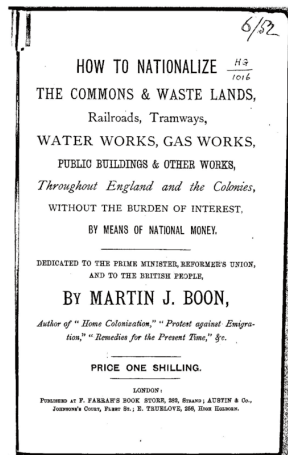 6/52
HOW TO NATIONALIZE
H3
1016
THE COMMONS & WASTE LANDS,
Railroads, Tramways,
WATER WORKS, GAS WORKS,
PUBLIC BUILDINGS & OTHER WORKS,
Throughout England and the Colonies,
WITHOUT THE BURDEN OF INTEREST,
BY MEANS OF NATIONAL MONEY.
DEDICATED TO THE PRIME MINISTER, REFORMER'S UNION,
AND TO THE BRITISH PEOPLE,
BY MARTIN J. BOON,
Author of "Home Colonization," "Protest against Emigra-
tion," "Remedies for the Present Time," &c.
PRICE ONE SHILLING.
LONDON:
PUBLISHED AT F. FARRAH'S BOOK STORE, 282, STRAND; AUSTIN & Co.,
JOHNSON'S COURT, FLEET ST.; E. TRUELOVE, 256, HIGH HOLBORN.